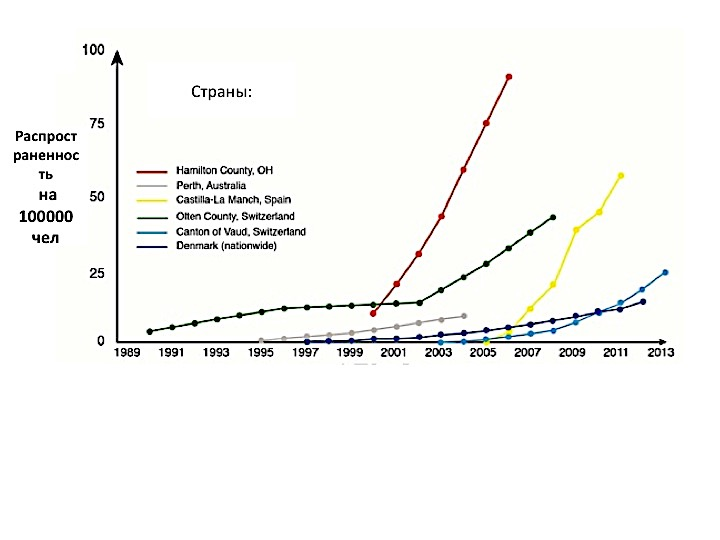 100
Страны:
75
Распрост
раненнос
ть
на
100000
чел
Hamilton County, OH
Perth, Australia
Castilla-La Manch, Spain
Olten County, Switzerland
Canton of Vaud, Switzerland
Denmark (nationwide)
50
25
0
1989 1991 1993 1995 1997 1999 2001 2003 2005 2007 2009 2011 2013